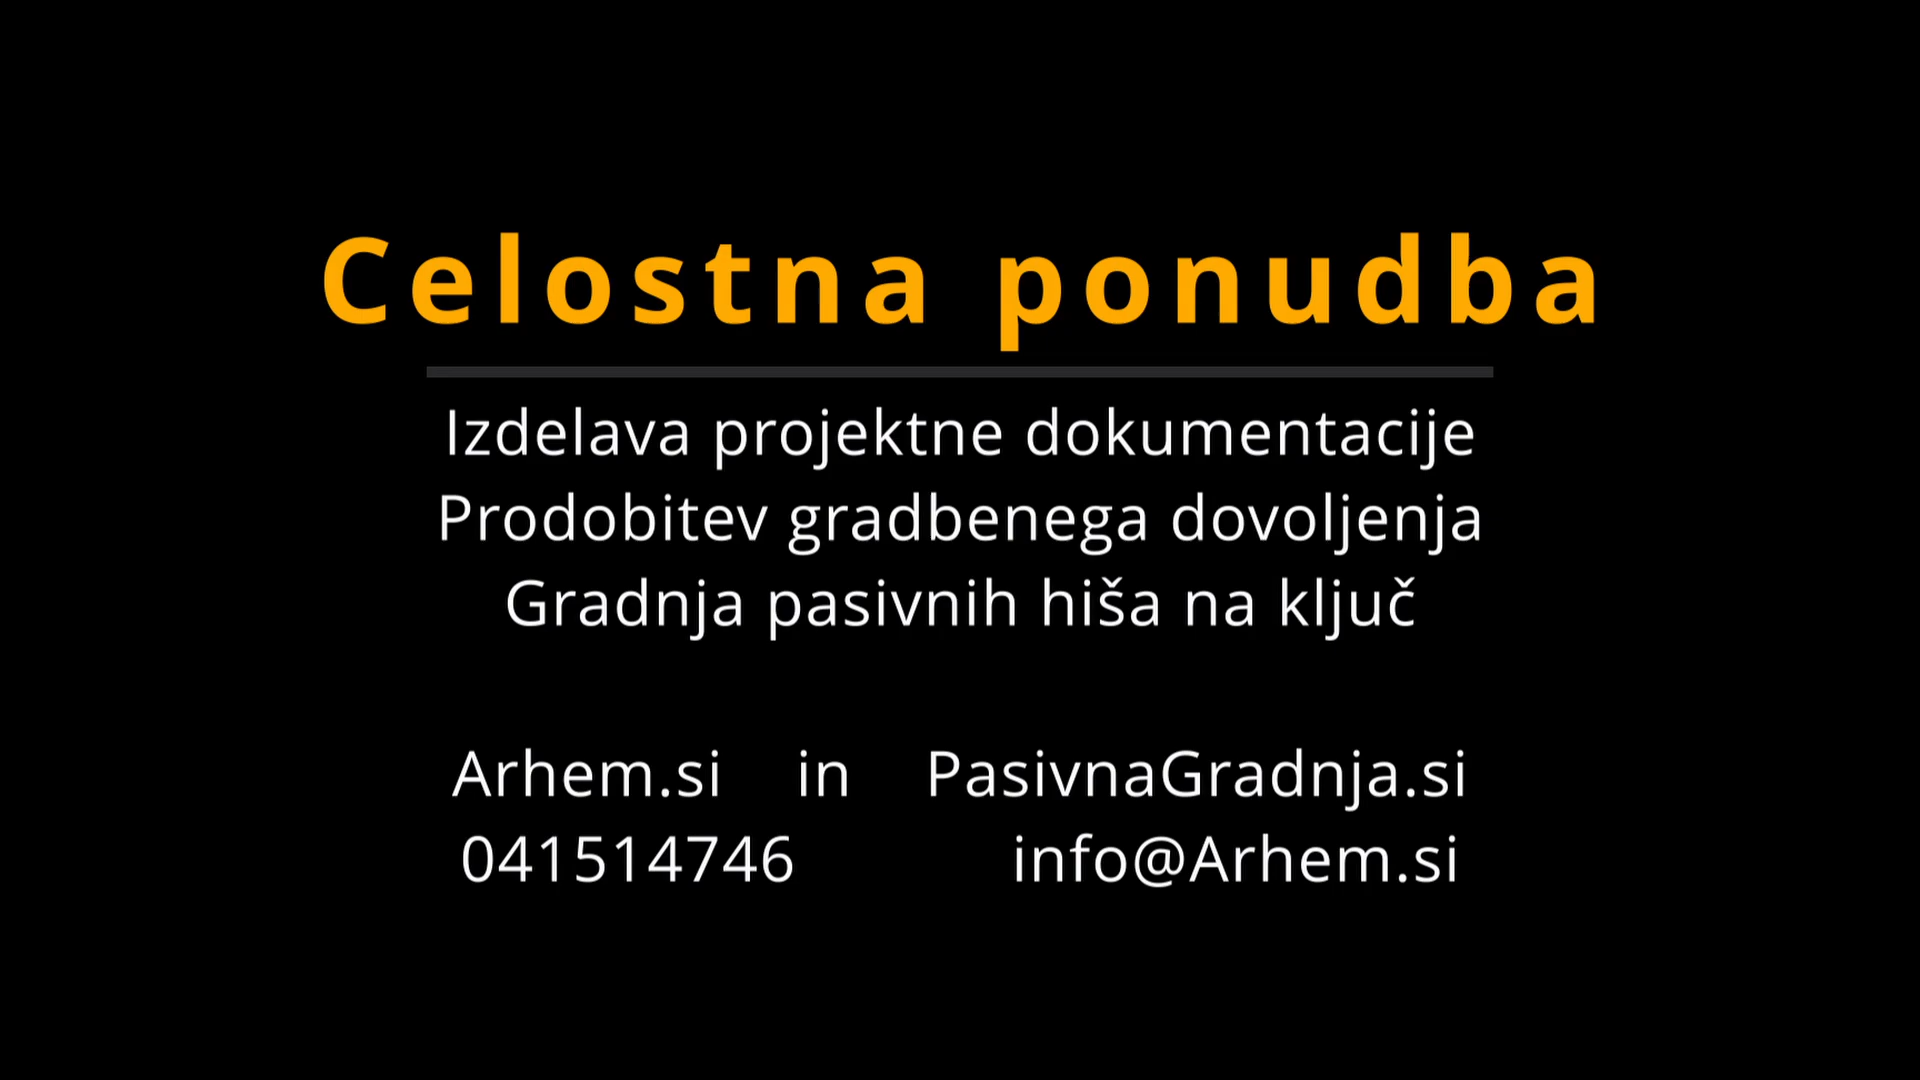 Celostna ponudba
Izdelava projektne dokumentacije
Prodobitev gradbenega dovoljenja
Gradnja pasivnih hiša na ključ
Arhem.si in PasivnaGradnja.si
041514746 info@Arhem.si